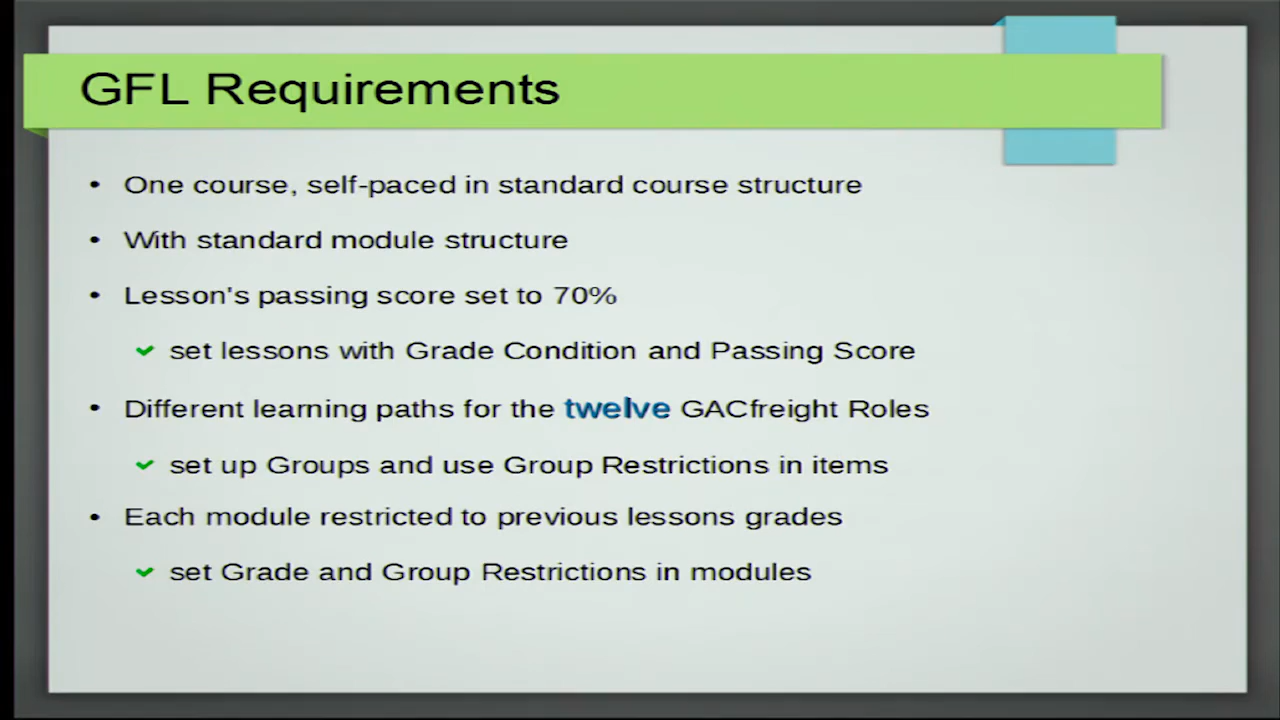 GFL Requirements
• One course, self-paced in standard course structure
• With standard module structure
• Lesson's passing score set to 70%
✔ set lessons with Grade Condition and Passing Score
• Different learning paths for the twelve GACfreight Roles
✔ set up Groups and use Group Restrictions in items
• Each module restricted to previous lessons grades
✔ set Grade and Group Restrictions in modules